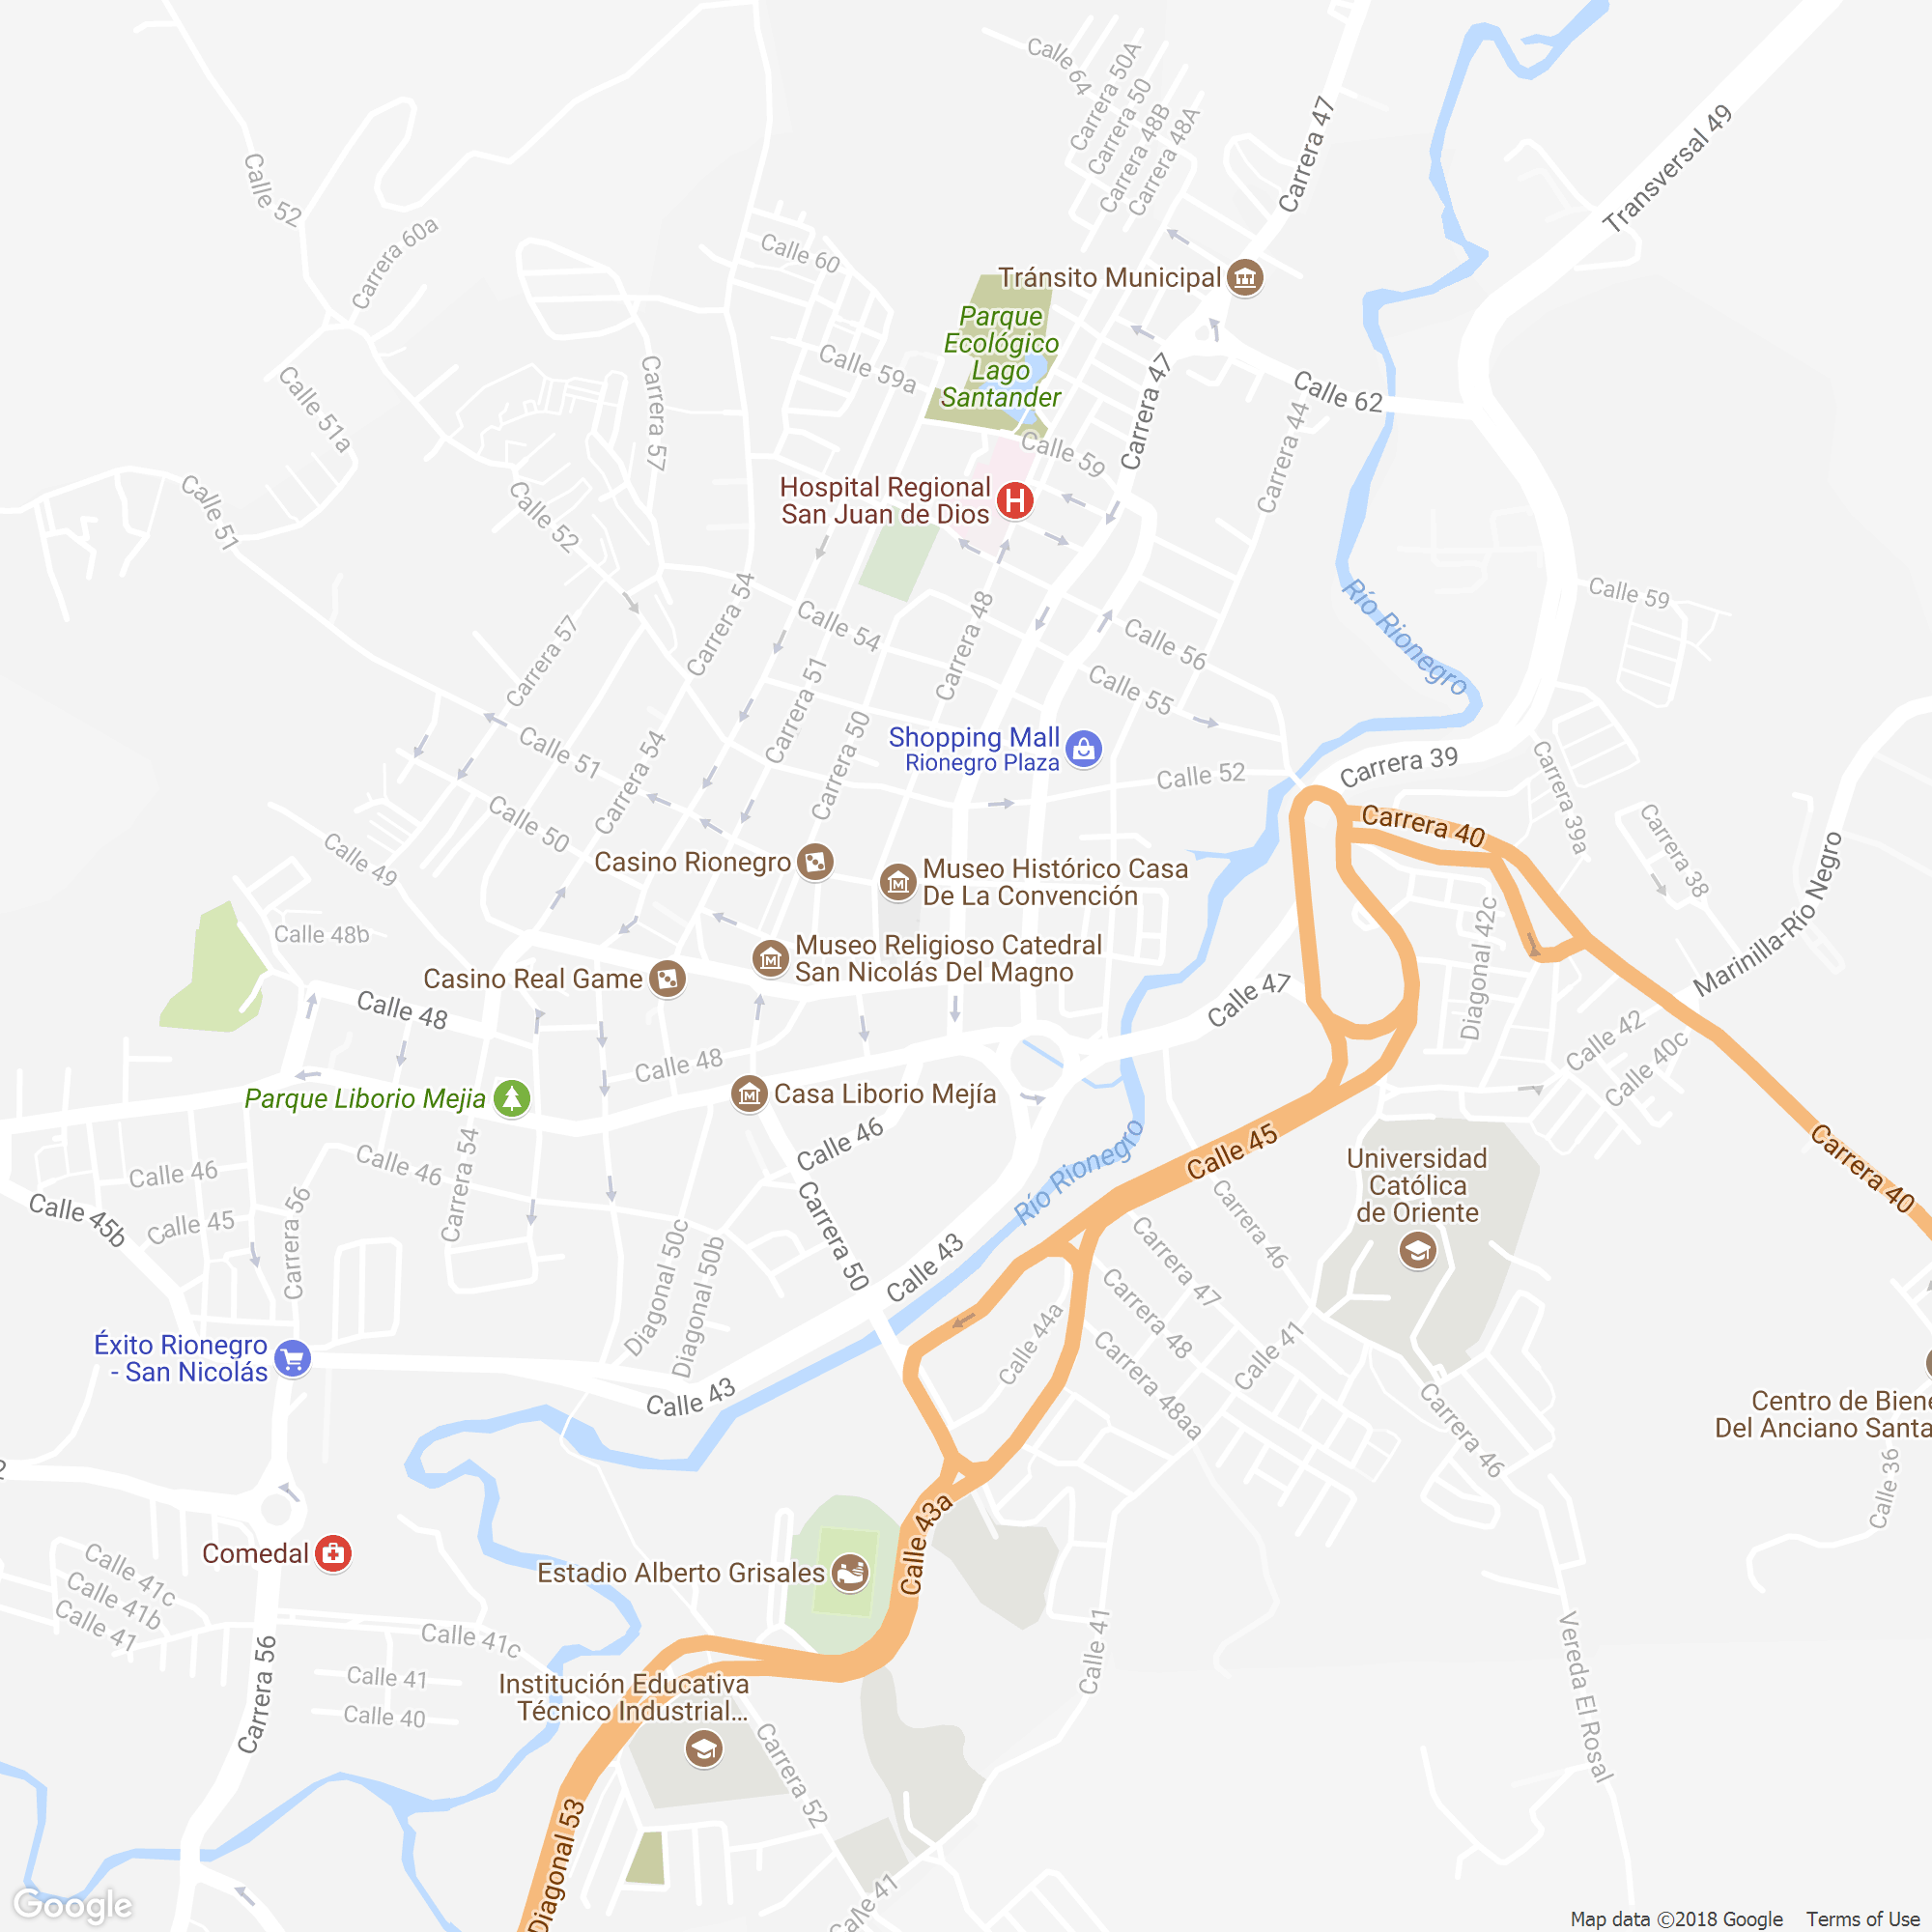 Calle 64
Carrera 50A
Carrera 50
Carrera 48B
Carrera 48A
Carrera 47
Transversal 49
Calle 52
Carrera 60a
Calle 60
Tránsito Municipal
Parque
Ecológico
Lago
Santander
Calle 59a
Carrera 47
Calle 62
Calle 51a
Carrera 57
Carrera 44
Calle 59
Hospital Regional
San Juan de Dios
Calle 51
Calle 52
Carrera 54
Carrera 48
Calle 54
Calle 56
Calle 59
Río Rionegro
Carrera 57
Carrera 51
Calle 55
Carrera 50
Calle 51
Carrera 54
Shopping Mall
Rionegro Plaza
Calle 52
Carrera 39
Carrera 39a
Carrera 40
Carrera 38
Marinilla-Río Negro
Calle 50
Calle 49
Casino Rionegro
Museo Histórico Casa
De La Convención
Calle 48b
Museo Religioso Catedral
San Nicolás Del Magno
Casino Real Game
Diagonal 42c
Calle 47
Calle 48
Calle 42
Calle 40c
Calle 48
Parque Liborio Mejia
Casa Liborio Mejía
Calle 46
Calle 45
Río Rionegro
Carrera 40
Universidad
Católica
de Oriente
Calle 46
Calle 46
Carrera 54
Calle 45b
Calle 45
Carrera 56
Carrera 50
Calle 43
Carrera 46
Carrera 47
Carrera 48
Diagonal 50c
Diagonal 50b
Calle 44a
Carrera 48aa
Calle 41
Éxito Rionegro
- San Nicolás
Calle 43
Carrera 46
Centro de Biene
Del Anciano Santa
Calle 36
2
Calle 43a
Comedal
Calle 41c
Calle 41b
Calle 41
Estadio Alberto Grisales
Calle 41c
Calle 41
Calle 40
Carrera 56
Calle 41
Vereda El Rosal
Institución Educativa
Técnico Industrial...
Carrera 52
Diagonal 53
Calle 41
Google
Map data ©2018 Google
Terms of Use